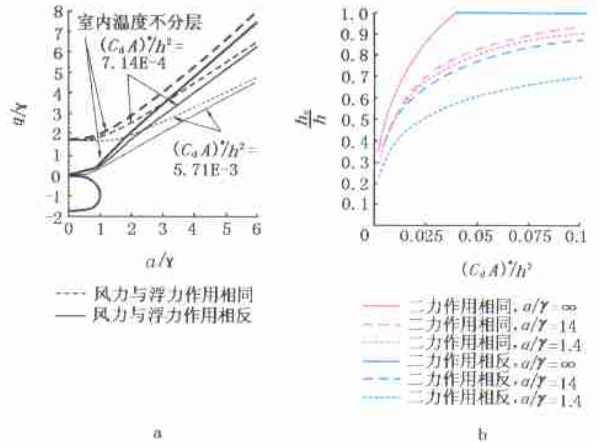 a
8
7
6
5
4
3
2
1
0
-1
-2
q/γ
室内温度不分层
(C_d A)*/h²=
7.14E-4
(C_d A)*/h²=
5.71E-3
0 1 2 3 4 5 6
α/γ
风力与浮力作用相同
风力与浮力作用相反
a
b
1.0
0.9
0.8
0.7
0.6
0.5
0.4
0.3
0.2
0.1
0 0.025 0.05 0.075 0.1
(C_d A)*/h²
二力作用相同,α/γ=∞
二力作用相同,α/γ=14
二力作用相同,α/γ=1.4
二力作用相反,α/γ=∞
二力作用相反,α/γ=14
二力作用相反,α/γ=1.4
b